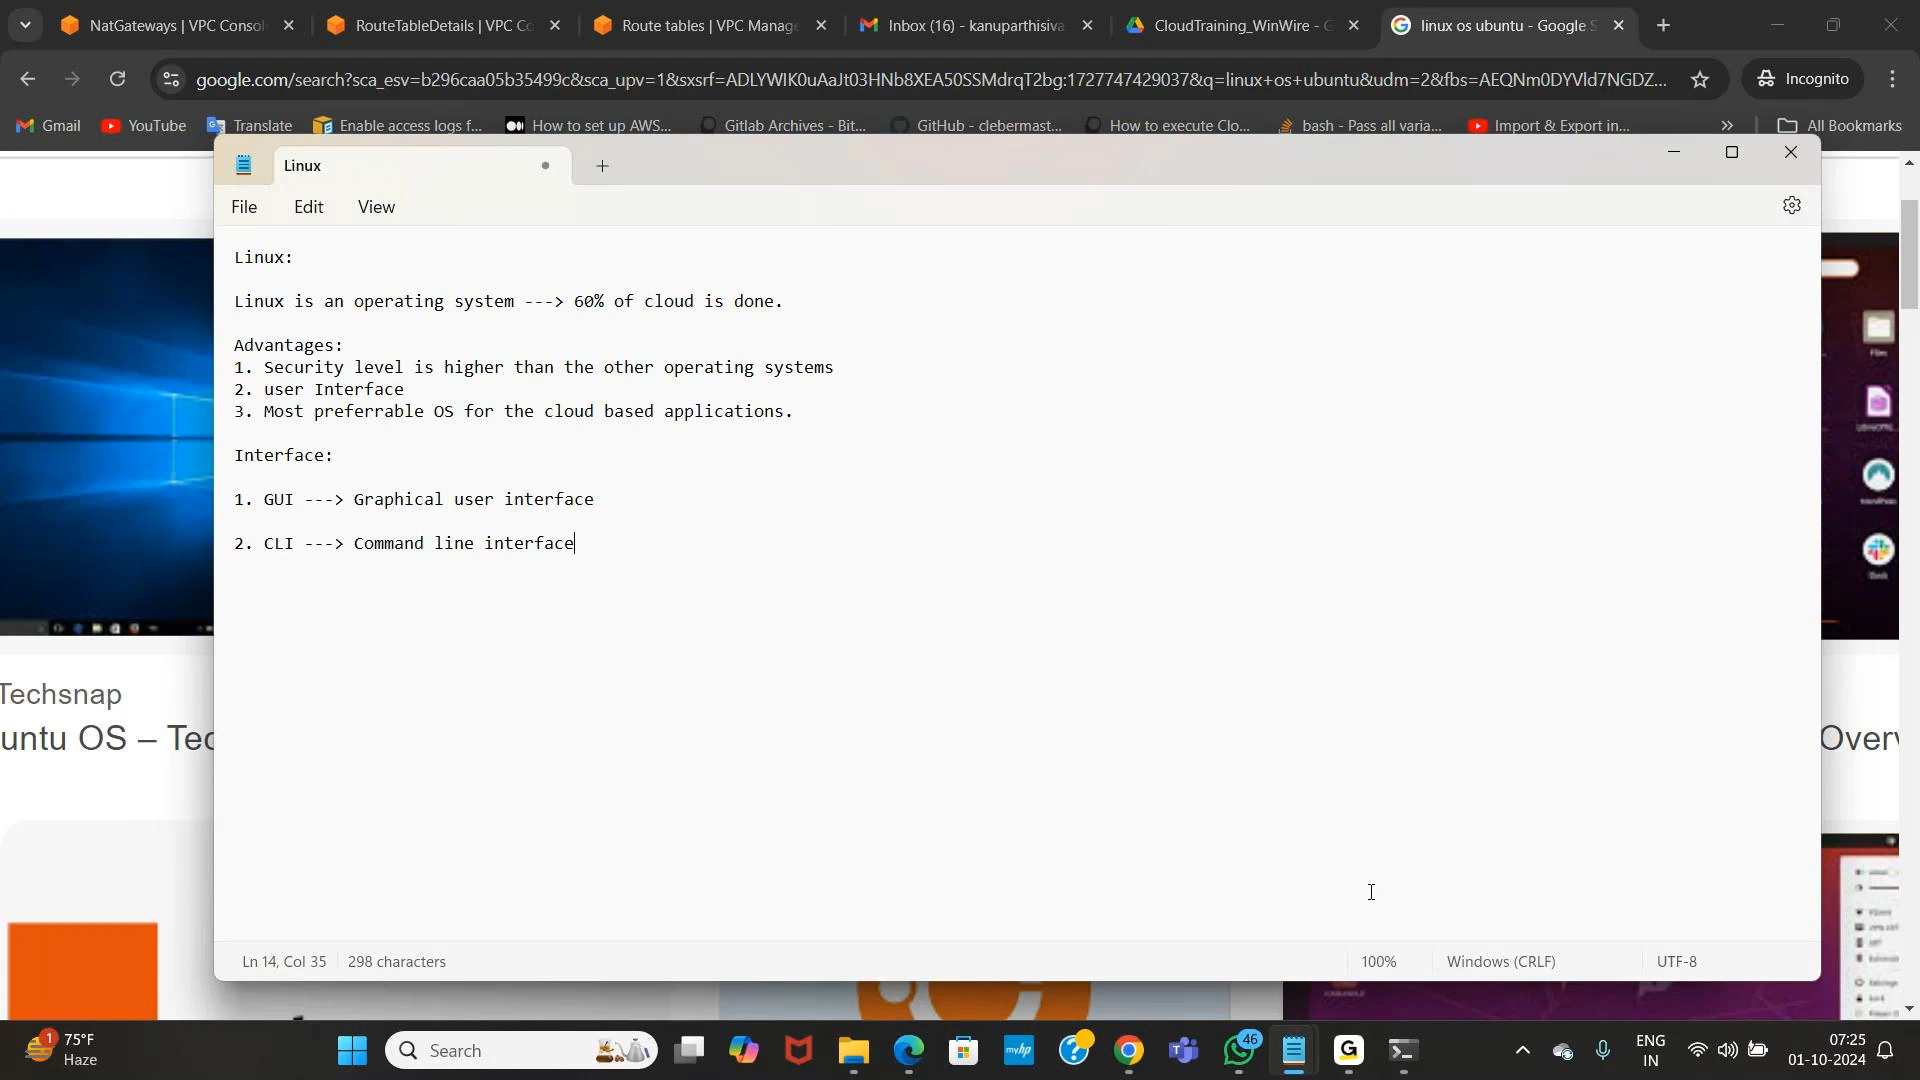 NatGateways | VPC Consol
RouteTableDetails | VPC Co
Route tables | VPC Manage
Inbox (16) - kanuparthisiva
CloudTraining_WinWire - G
linux os ubuntu - Google S
google.com/search?sca_esv=b296caa05b35499c&sca_upv=1&sxsrf=ADLYWIK0uAaJt03HNb8XEA50SSMdrqT2bg:1727747429037&q=linux+os+ubuntu&udm=2&fbs=AEQNm0DYVld7NGDZ...
Incognito
Gmail
YouTube
Translate
Enable access logs f...
How to set up AWS...
Gitlab Archives - Bit...
GitHub - clebermast...
How to execute Clo...
bash - Pass all varia...
Import & Export in...
All Bookmarks
Linux
File Edit View
Linux:
Linux is an operating system ---> 60% of cloud is done.
Advantages:
1. Security level is higher than the other operating systems
2. user Interface
3. Most preferrable OS for the cloud based applications.
Interface:
1. GUI ---> Graphical user interface
2. CLI ---> Command line interface
Techsnap
untu OS – Tec
Overv
Ln 14, Col 35
298 characters
100%
Windows (CRLF)
UTF-8
1
75°F
Haze
Search
myhp
46
ENG
IN
07:25
01-10-2024